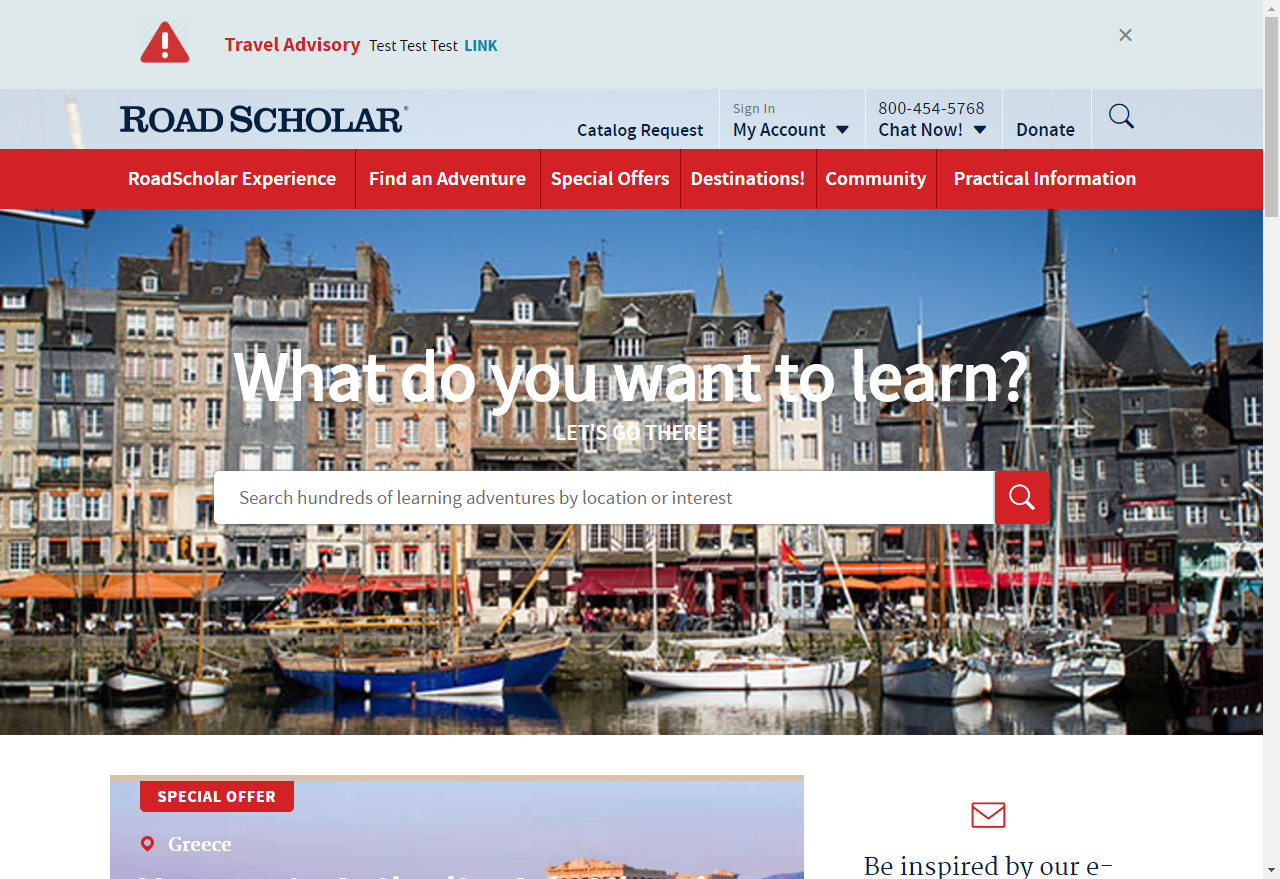 Travel Advisory Test Test Test LINK
ROAD SCHOLAR®
Catalog Request
Sign In
My Account
800-454-5768
Chat Now!
Donate
RoadScholar Experience
Find an Adventure
Special Offers
Destinations!
Community
Practical Information
What do you want to learn?
LET'S GO THERE
Search hundreds of learning adventures by location or interest
SPECIAL OFFER
Greece
Be inspired by our e-